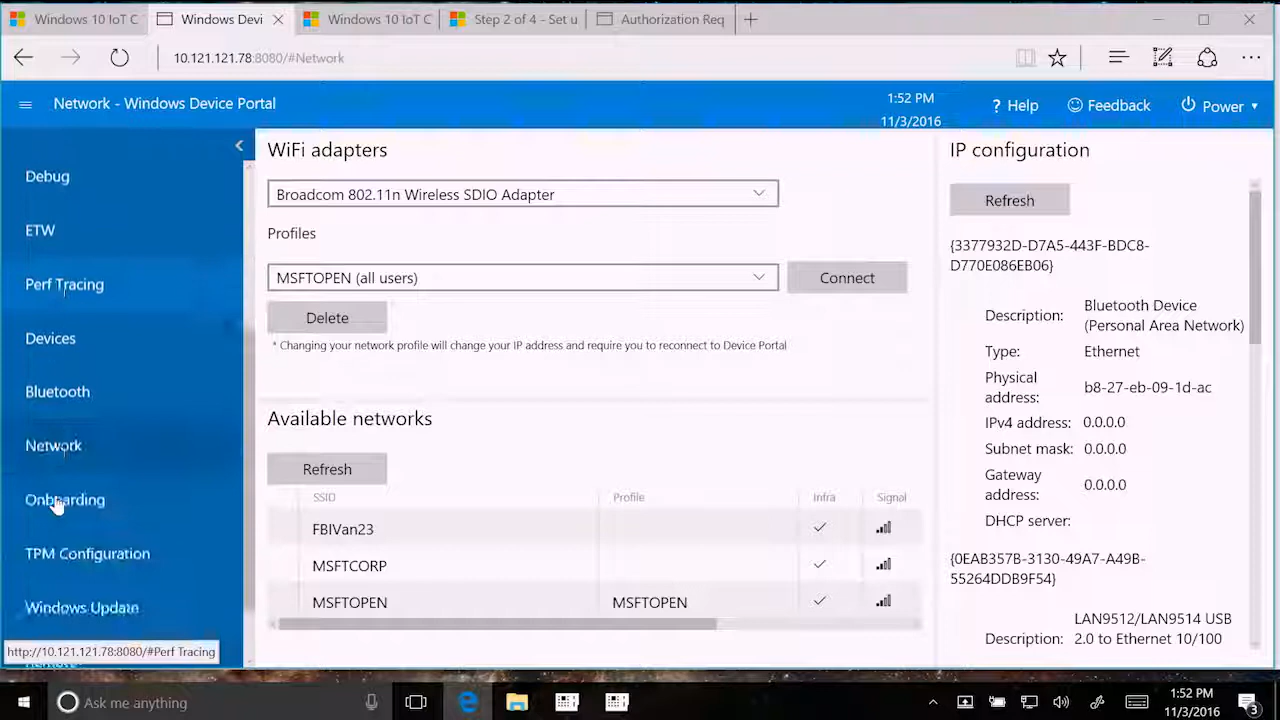 Windows 10 IoT C
Windows Devi
Windows 10 IoT C
Step 2 of 4 - Set u
Authorization Req
10.121.121.78:8080/#Network
Network - Windows Device Portal
1:52 PM
11/3/2016
? Help
Feedback
Power
Debug
ETW
Perf Tracing
Devices
Bluetooth
Network
Onboarding
TPM Configuration
Windows Update
http://10.121.121.78:8080/#Perf Tracing
WiFi adapters
Broadcom 802.11n Wireless SDIO Adapter
Profiles
MSFTOPEN (all users)
Connect
Delete
* Changing your network profile will change your IP address and require you to reconnect to Device Portal
Available networks
Refresh
SSID Profile Infra Signal
FBIVan23
MSFTCORP
MSFTOPEN MSFTOPEN
IP configuration
Refresh
{3377932D-D7A5-443F-BDC8-
D770E086EB06}
Description: Bluetooth Device
(Personal Area Network)
Type: Ethernet
Physical
address: b8-27-eb-09-1d-ac
IPv4 address: 0.0.0.0
Subnet mask: 0.0.0.0
Gateway
address: 0.0.0.0
DHCP server:
{0EAB357B-3130-49A7-A49B-
55264DDB9F54}
LAN9512/LAN9514 USB
Description: 2.0 to Ethernet 10/100
Ask me anything
1:52 PM
11/3/2016
3